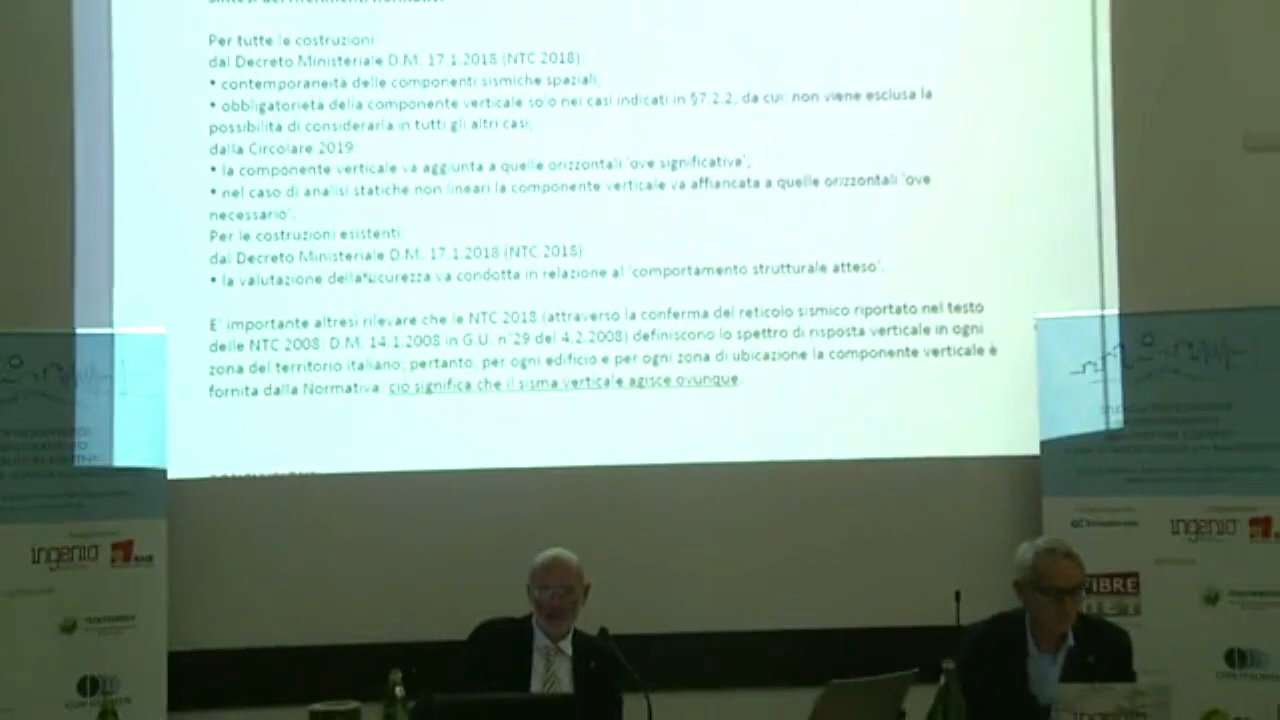 Per tutte le costruzioni:
dal Decreto Ministeriale D.M. 17.1.2018 (NTC 2018):
• contemporaneità delle componenti sismiche spaziali;
• obbligatorietà della componente verticale solo nei casi indicati in §7.2.2, da cui: non viene esclusa la
possibilità di considerarla in tutti gli altri casi;
dalla Circolare 2019:
• la componente verticale va aggiunta a quelle orizzontali 'ove significativa';
• nel caso di analisi statiche non lineari la componente verticale va affiancata a quelle orizzontali 'ove
necessario'.
Per le costruzioni esistenti:
dal Decreto Ministeriale D.M. 17.1.2018 (NTC 2018):
• la valutazione della sicurezza va condotta in relazione al 'comportamento strutturale atteso'.
E' importante altresì rilevare che le NTC 2018 (attraverso la conferma del reticolo sismico riportato nel testo
delle NTC 2008: D.M. 14.1.2008 in G.U. n°29 del 4.2.2008) definiscono lo spettro di risposta verticale in ogni
zona del territorio italiano; pertanto, per ogni edificio e per ogni zona di ubicazione la componente verticale è
fornita dalla Normativa: ciò significa che il sisma verticale agisce ovunque.
ingenio
ingenio
FIBRE